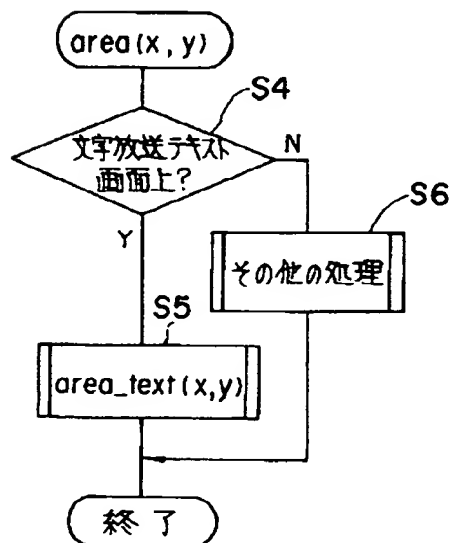 area(x, y)
S4
文字放送テキスト
画面上?
N
Y
S6
その他の処理
S5
area_text(x,y)
終了